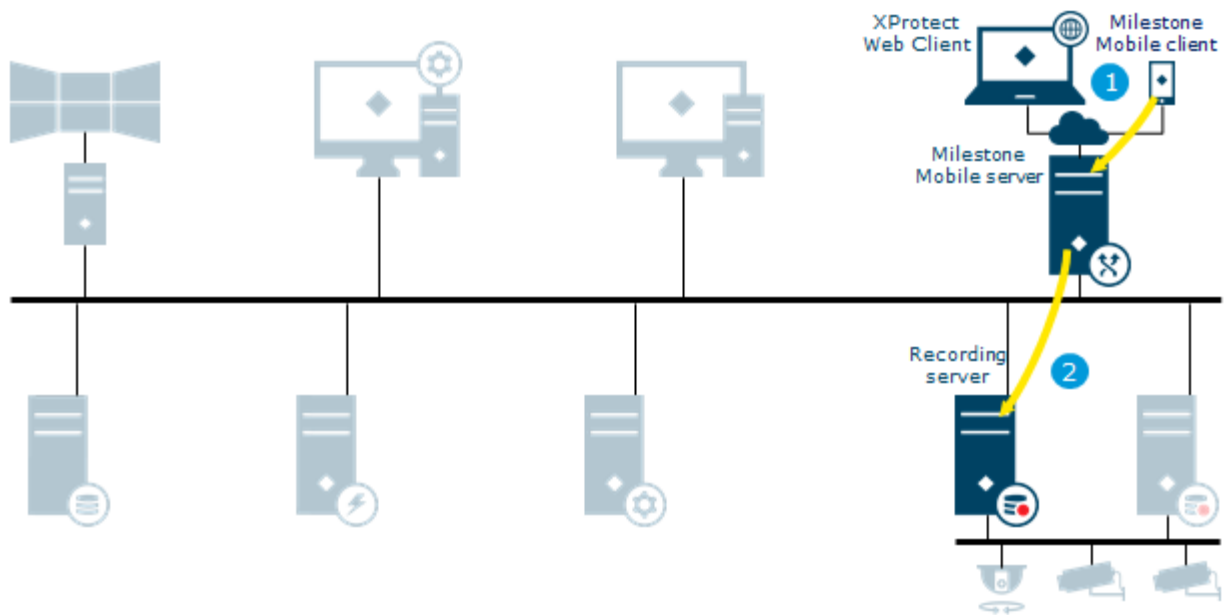 XProtect
Web Client
Milestone
Mobile client
1
Milestone
Mobile server
Recording
server
2